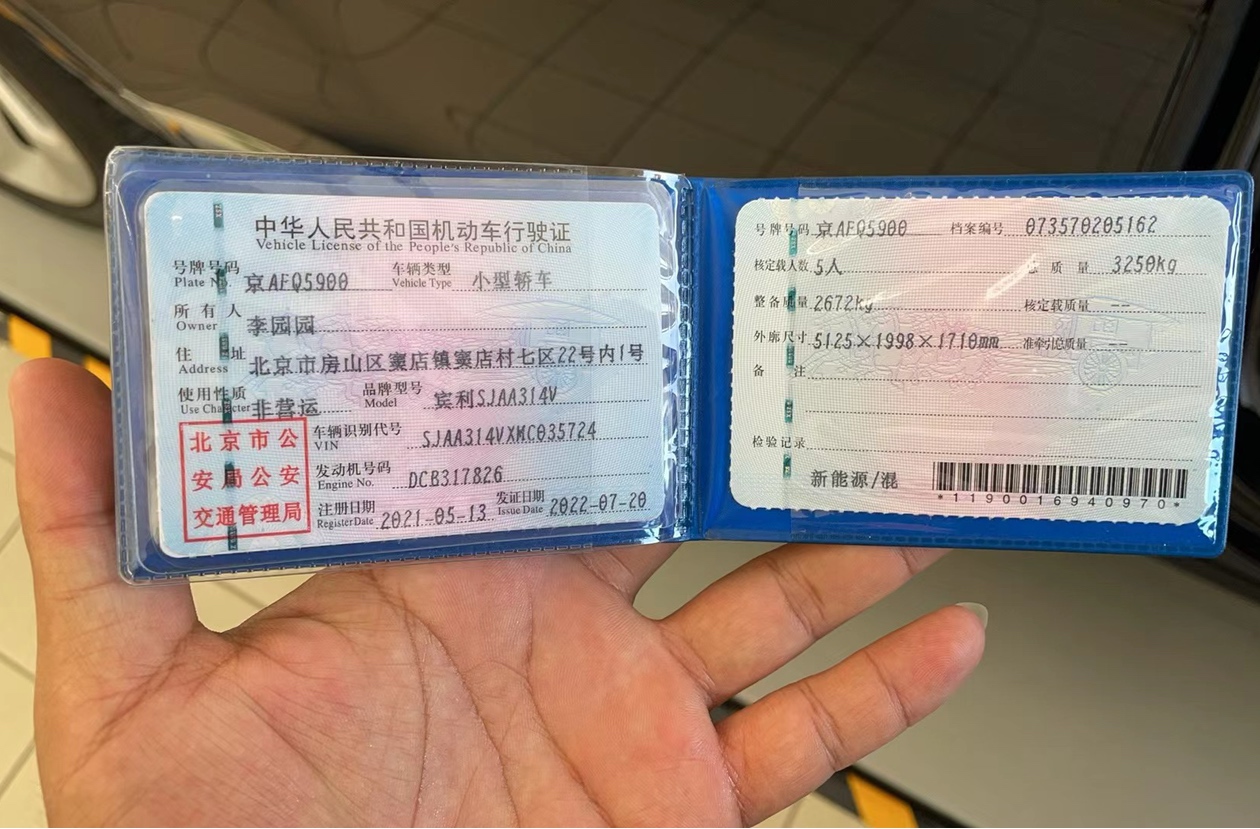 中华人民共和国机动车行驶证
Vehicle License of the People's Republic of China
号牌号码 京AFQ5900 车辆类型 小型轿车
Plate No. Vehicle Type
所有人 李园园
Owner
住址 北京市房山区窦店镇窦店村七区22号内1号
Address
使用性质 非营运 品牌型号 宾利SJAA314V
Use Character Model
北京市公安局公安交通管理局
车辆识别代号 SJAA314VXMC035724
VIN
发动机号码 DCB317826
Engine No.
注册日期 2021-05-13 发证日期 2022-07-20
Register Date Issue Date
号牌号码 京AFQ5900 档案编号 073570205162
核定载人数 5人 总质量 3250kg
整备质量 2672kg 核定载质量 --
外廓尺寸 5125×1998×1710mm 准牵引总质量 --
备注
检验记录
新能源/混
*1190016940970*